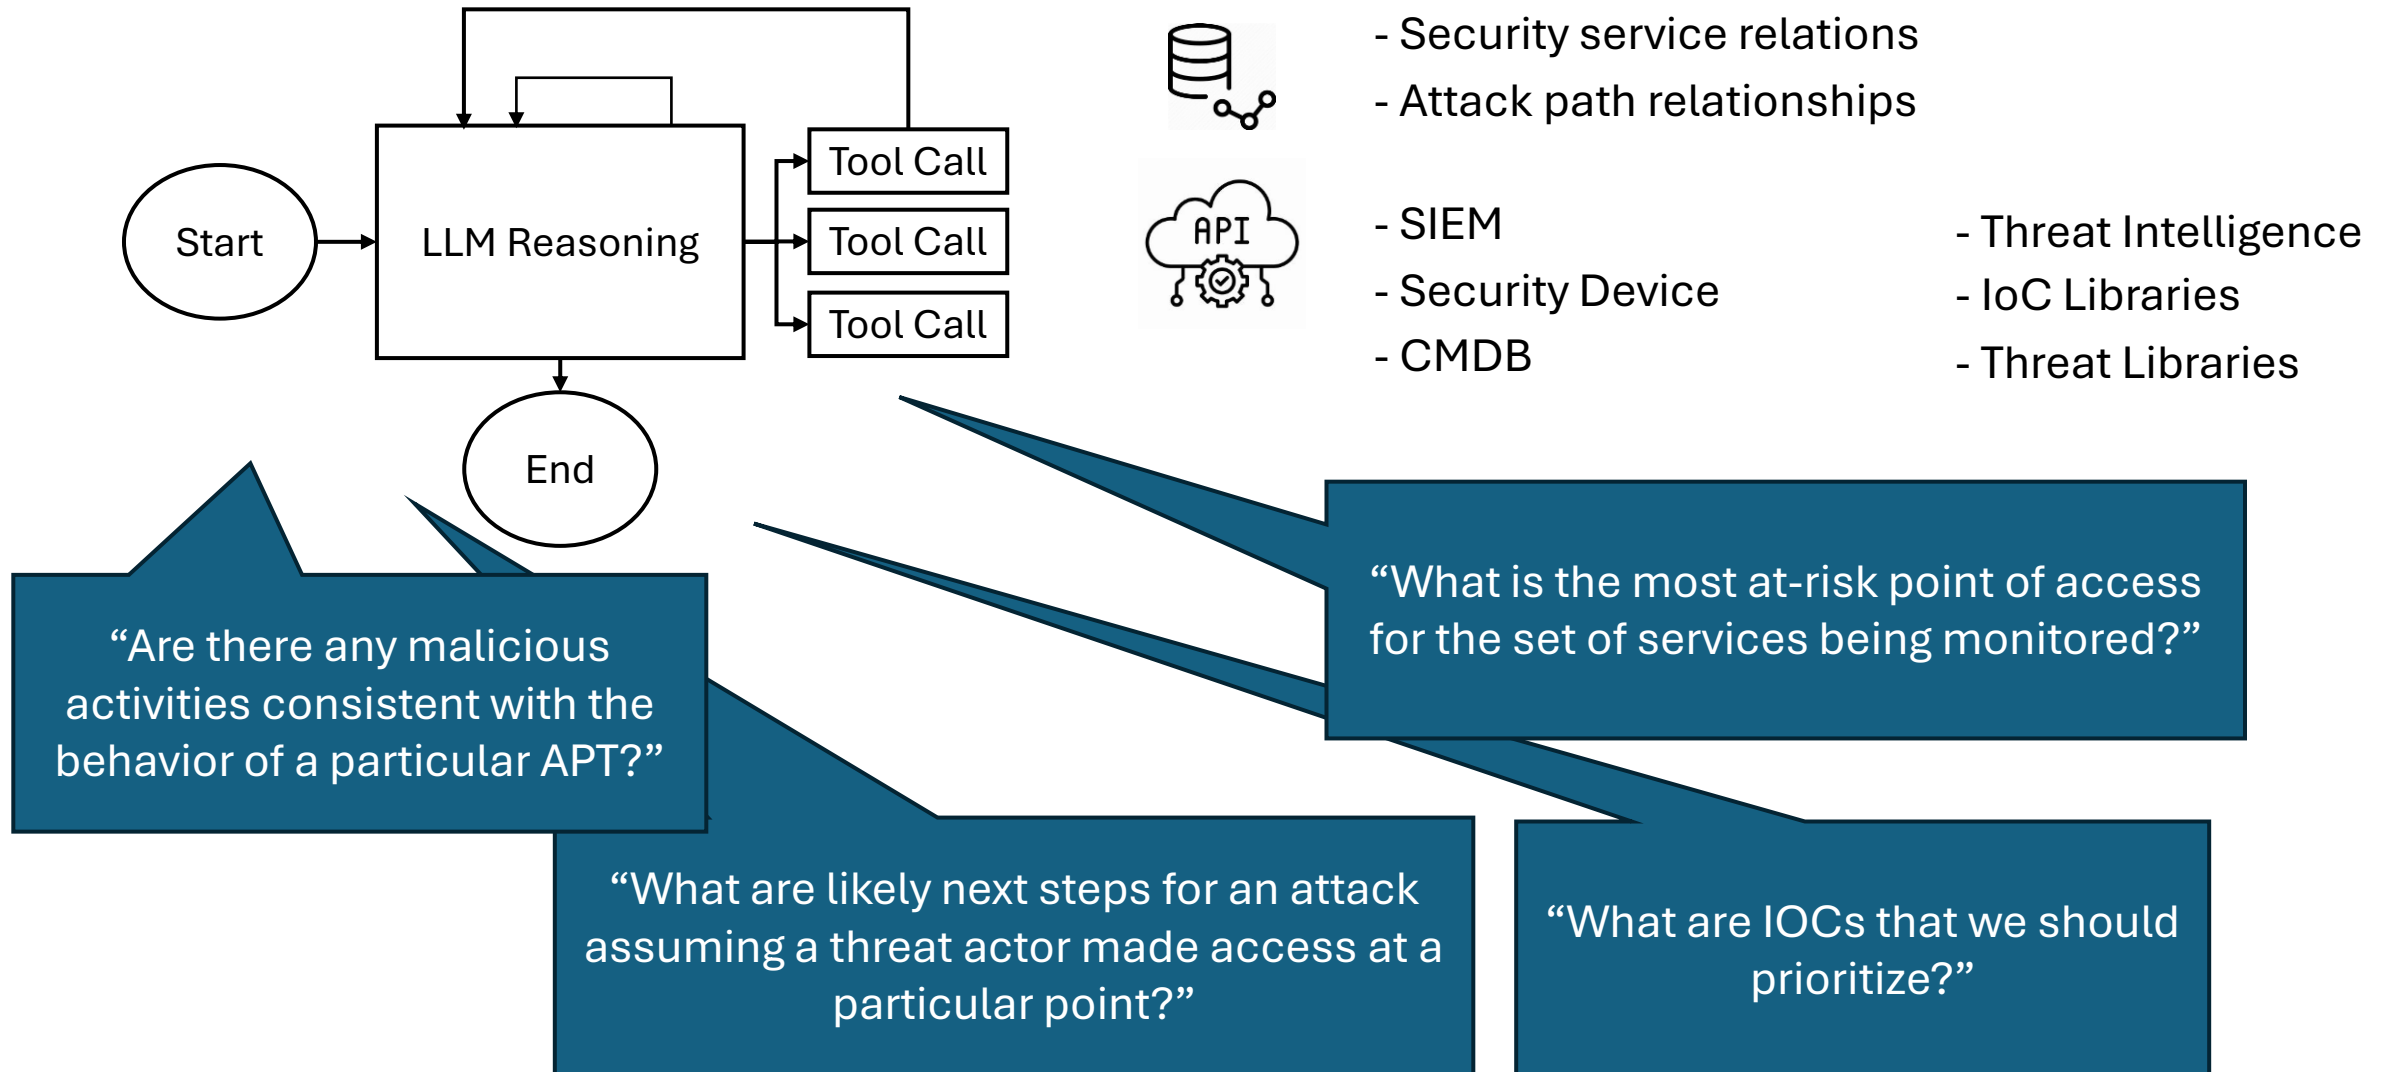 Start
LLM Reasoning
Tool Call
Tool Call
Tool Call
End
- Security service relations
- Attack path relationships
API
- SIEM
- Security Device
- CMDB
- Threat Intelligence
- IoC Libraries
- Threat Libraries
“What is the most at-risk point of access
for the set of services being monitored?”
“Are there any malicious
activities consistent with the
behavior of a particular APT?”
“What are likely next steps for an attack
assuming a threat actor made access at a
particular point?”
“What are IOCs that we should
prioritize?”